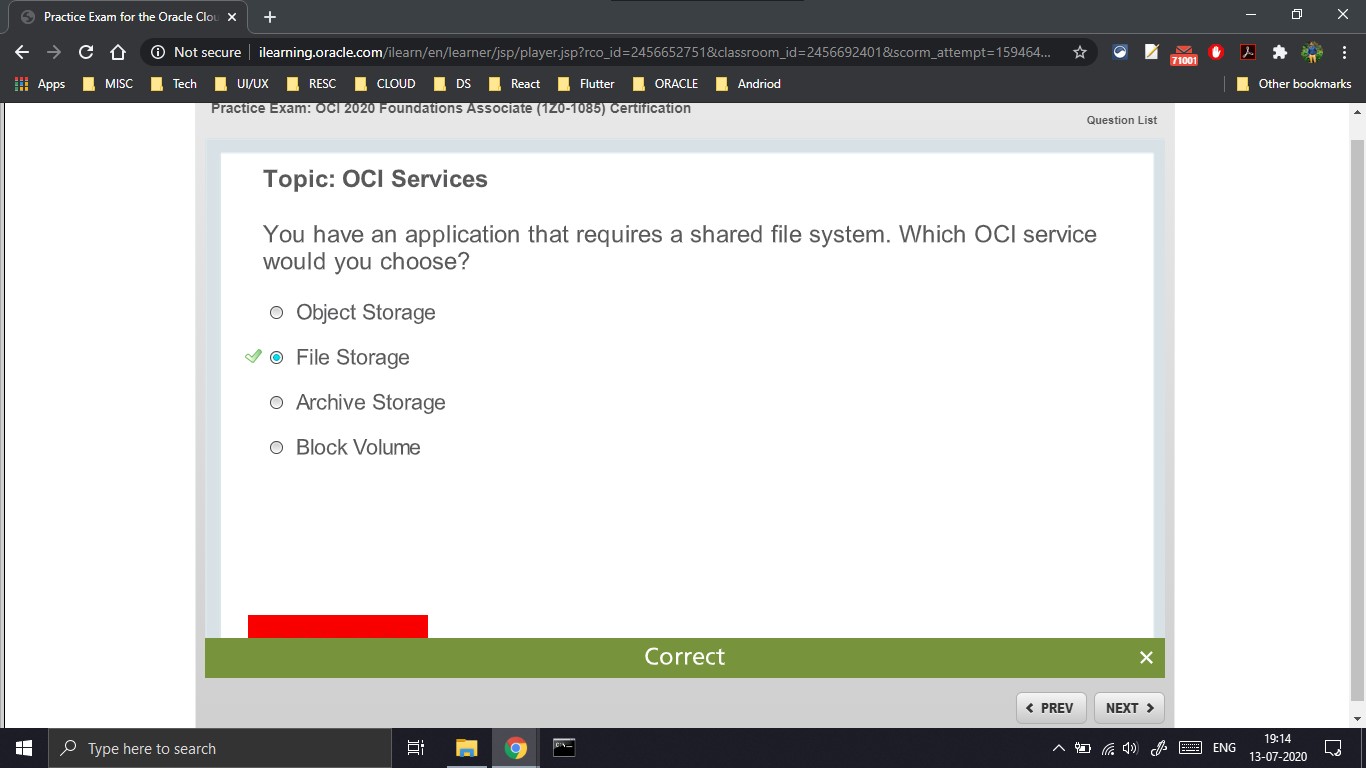 Practice Exam for the Oracle Clou
Not secure
ilearning.oracle.com/ilearn/en/learner/jsp/player.jsp?rco_id=2456652751&classroom_id=2456692401&scorm_attempt=159464...
71001
Apps MISC Tech UI/UX RESC CLOUD DS React Flutter ORACLE Andriod Other bookmarks
Practice Exam: OCI 2020 Foundations Associate (1Z0-1085) Certification
Question List
Topic: OCI Services
You have an application that requires a shared file system. Which OCI service
would you choose?
Object Storage
File Storage
Archive Storage
Block Volume
Correct
PREV NEXT
Type here to search
ENG
19:14
13-07-2020